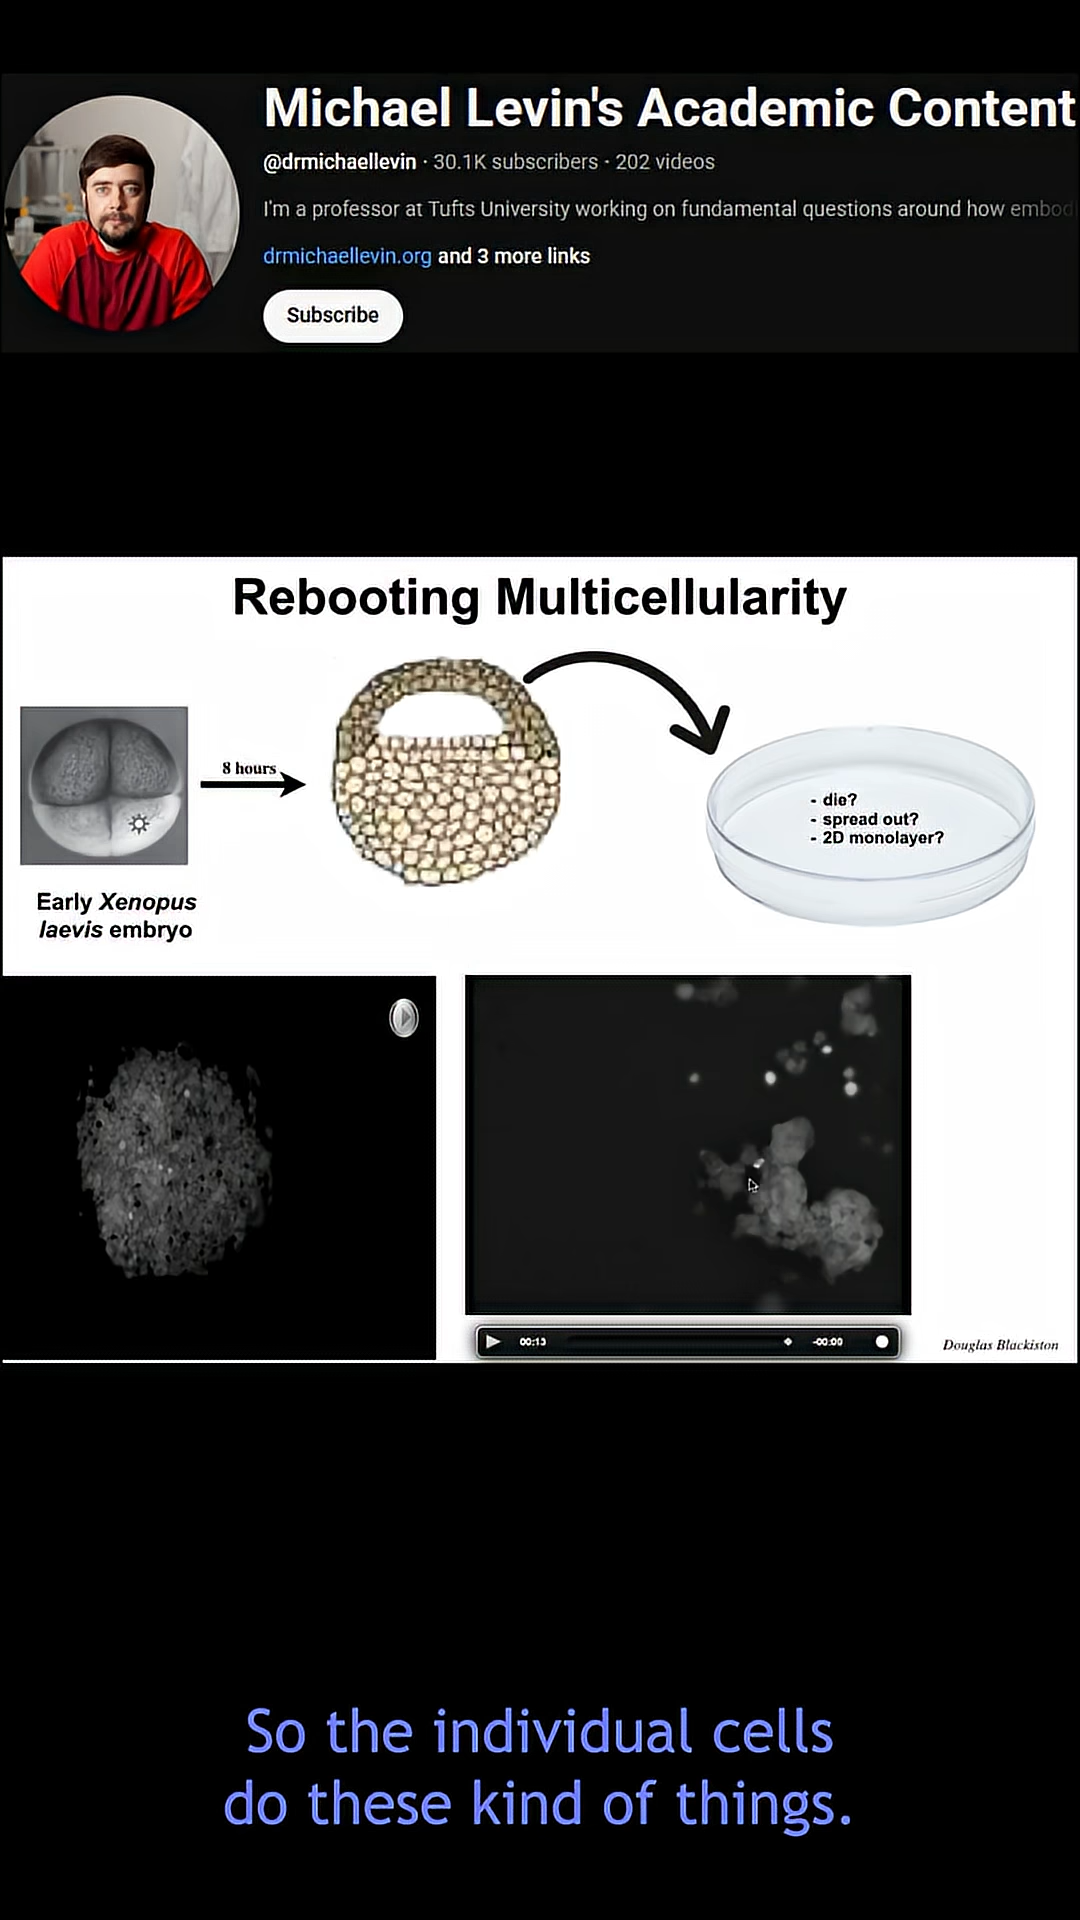 Michael Levin's Academic Content
@drmichaellevin · 30.1K subscribers · 202 videos
I'm a professor at Tufts University working on fundamental questions around how embod
drmichaellevin.org and 3 more links
Subscribe
Rebooting Multicellularity
8 hours
- die?
- spread out?
- 2D monolayer?
Early Xenopus
laevis embryo
00:13
-00:00
Douglas Blackiston
So the individual cells
do these kind of things.